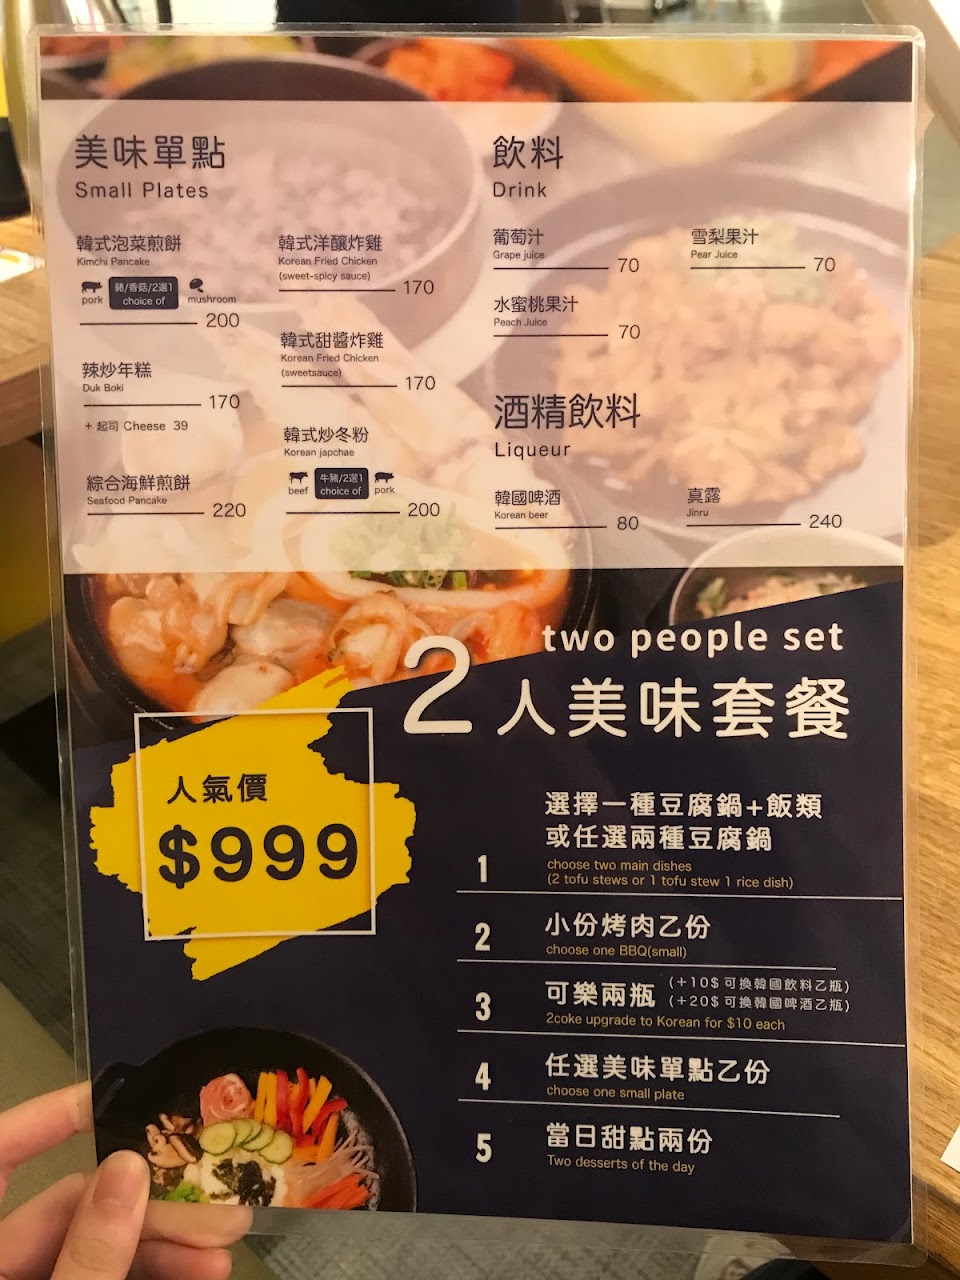 美味單點
Small Plates
韓式泡菜煎餅
Kimchi Pancake
pork
豬/香菇/2選1
choice of
mushroom
200
辣炒年糕
Duk Boki
170
+ 起司 Cheese 39
綜合海鮮煎餅
Seafood Pancake
220
韓式洋釀炸雞
Korean Fried Chicken
(sweet-spicy sauce)
170
韓式甜醬炸雞
Korean Fried Chicken
(sweetsauce)
170
韓式炒冬粉
Korean japchae
beef
牛豬/2選1
choice of
pork
200
飲料
Drink
葡萄汁
Grape juice
70
雪梨果汁
Pear Juice
70
水蜜桃果汁
Peach Juice
70
酒精飲料
Liqueur
韓國啤酒
Korean beer
80
真露
Jinru
240
two people set
2人美味套餐
人氣價
$999
1
選擇一種豆腐鍋+飯類
或任選兩種豆腐鍋
choose two main dishes
(2 tofu stews or 1 tofu stew 1 rice dish)
2
小份烤肉乙份
choose one BBQ(small)
3
可樂兩瓶
(+10$可換韓國飲料乙瓶)
(+20$可換韓國啤酒乙瓶)
2coke upgrade to Korean for $10 each
4
任選美味單點乙份
choose one small plate
5
當日甜點兩份
Two desserts of the day